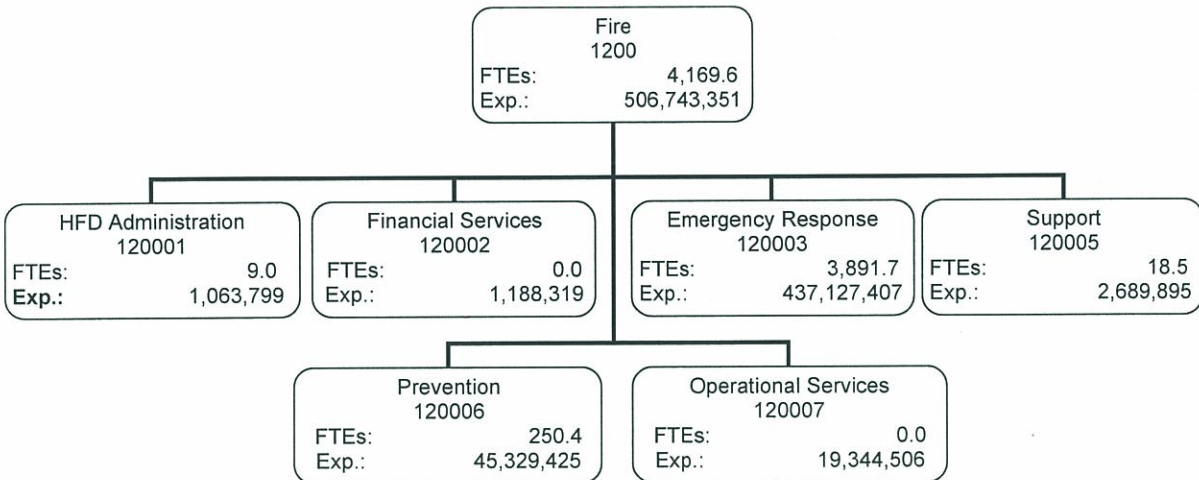 Fire
1200
FTEs: 4,169.6
Exp.: 506,743,351
HFD Administration
120001
FTEs: 9.0
Exp.: 1,063,799
Financial Services
120002
FTEs: 0.0
Exp.: 1,188,319
Emergency Response
120003
FTEs: 3,891.7
Exp.: 437,127,407
Support
120005
FTEs: 18.5
Exp.: 2,689,895
Prevention
120006
FTEs: 250.4
Exp.: 45,329,425
Operational Services
120007
FTEs: 0.0
Exp.: 19,344,506